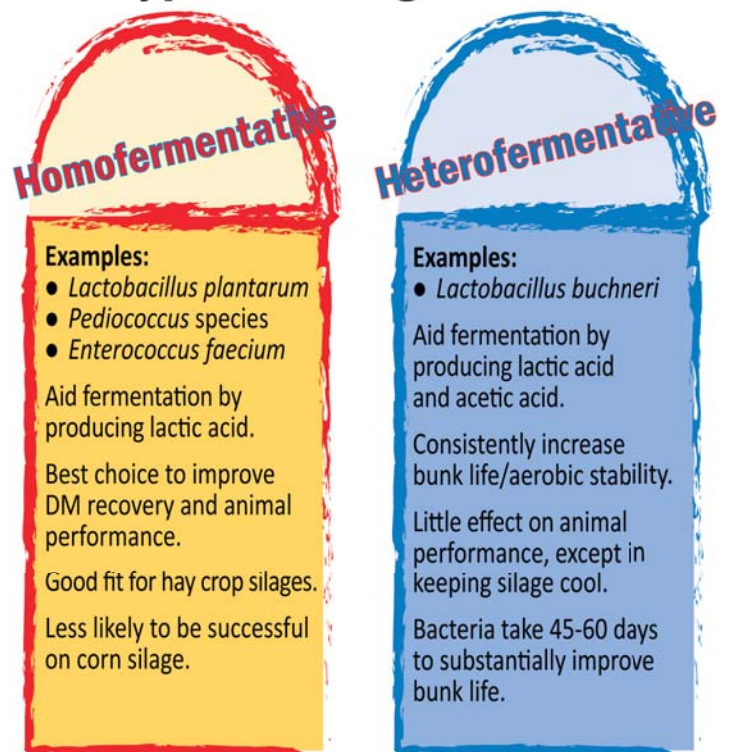 Homofermentative
Examples:
● Lactobacillus plantarum
● Pediococcus species
● Enterococcus faecium
Aid fermentation by
producing lactic acid.
Best choice to improve
DM recovery and animal
performance.
Good fit for hay crop silages.
Less likely to be successful
on corn silage.
Heterofermentative
Examples:
● Lactobacillus buchneri
Aid fermentation by
producing lactic acid
and acetic acid.
Consistently increase
bunk life/aerobic stability.
Little effect on animal
performance, except in
keeping silage cool.
Bacteria take 45-60 days
to substantially improve
bunk life.